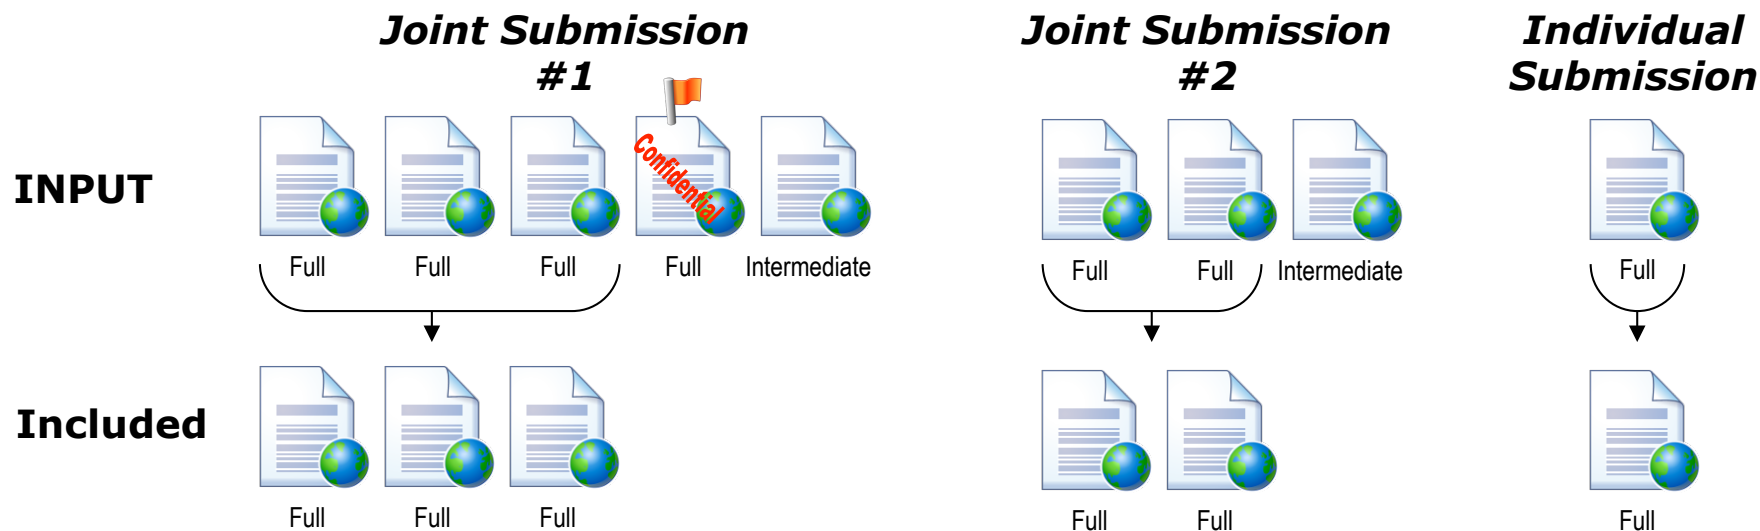 Joint Submission
#1
Joint Submission
#2
Individual
Submission
INPUT
Confidential
Full
Full
Full
Full
Intermediate
Full
Full
Intermediate
Full
Included
Full
Full
Full
Full
Full
Full